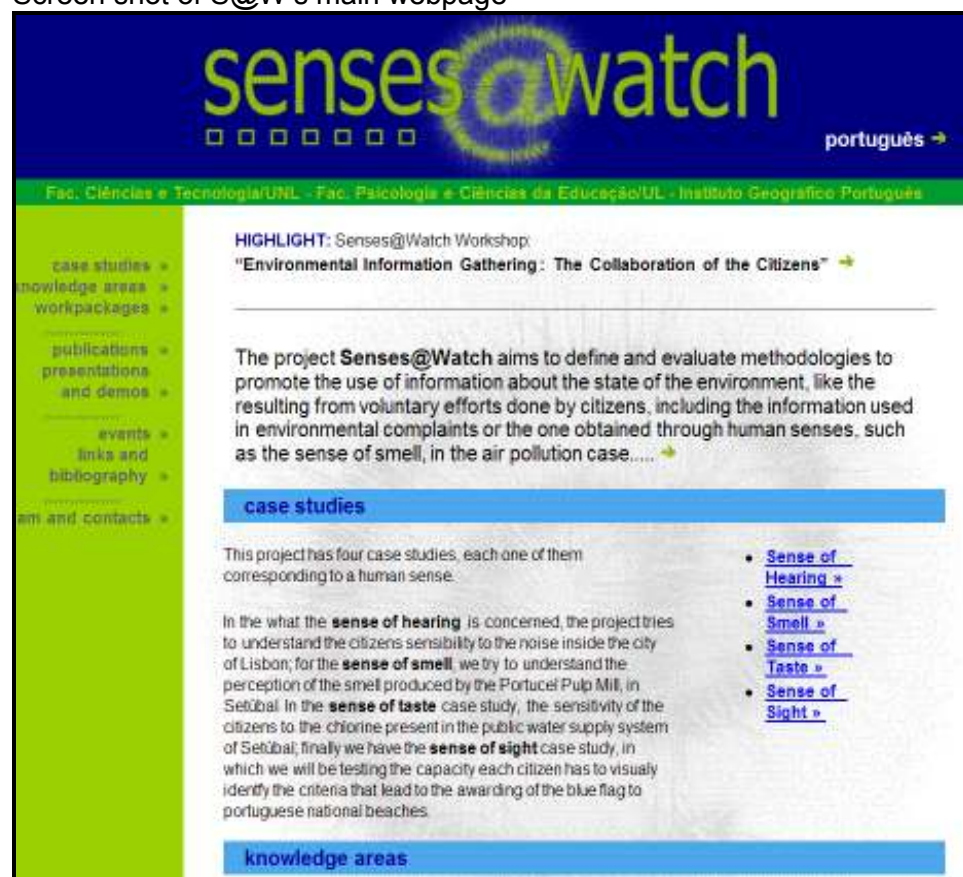 Screen shot of S@W's main webpage
senses@watch
português
Fac. Ciências e Tecnologia/UNL - Fac. Psicologia e Ciências da Educação/UL - Instituto Geográfico Português
HIGHLIGHT: Senses@Watch Workshop:
"Environmental Information Gathering: The Collaboration of the Citizens"
case studies »
nowledge areas »
workpackages »
publications »
presentations
and demos »
events »
links and
bibliography »
am and contacts »
The project Senses@Watch aims to define and evaluate methodologies to
promote the use of information about the state of the environment, like the
resulting from voluntary efforts done by citizens, including the information used
in environmental complaints or the one obtained through human senses, such
as the sense of smell, in the air pollution case.....
case studies
This project has four case studies, each one of them
corresponding to a human sense.
In the what the sense of hearing is concerned, the project tries
to understand the citizens sensibility to the noise inside the city
of Lisbon; for the sense of smell we try to understand the
perception of the smell produced by the Portucel Pulp Mill, in
Setúbal. In the sense of taste case study, the sensitivity of the
citizens to the chlorine present in the public water supply system
of Setúbal; finally we have the sense of sight case study, in
which we will be testing the capacity each citizen has to visualy
identify the criteria that lead to the awarding of the blue flag to
portuguese national beaches.
• Sense of
Hearing »
• Sense of
Smell »
• Sense of
Taste »
• Sense of
Sight »
knowledge areas